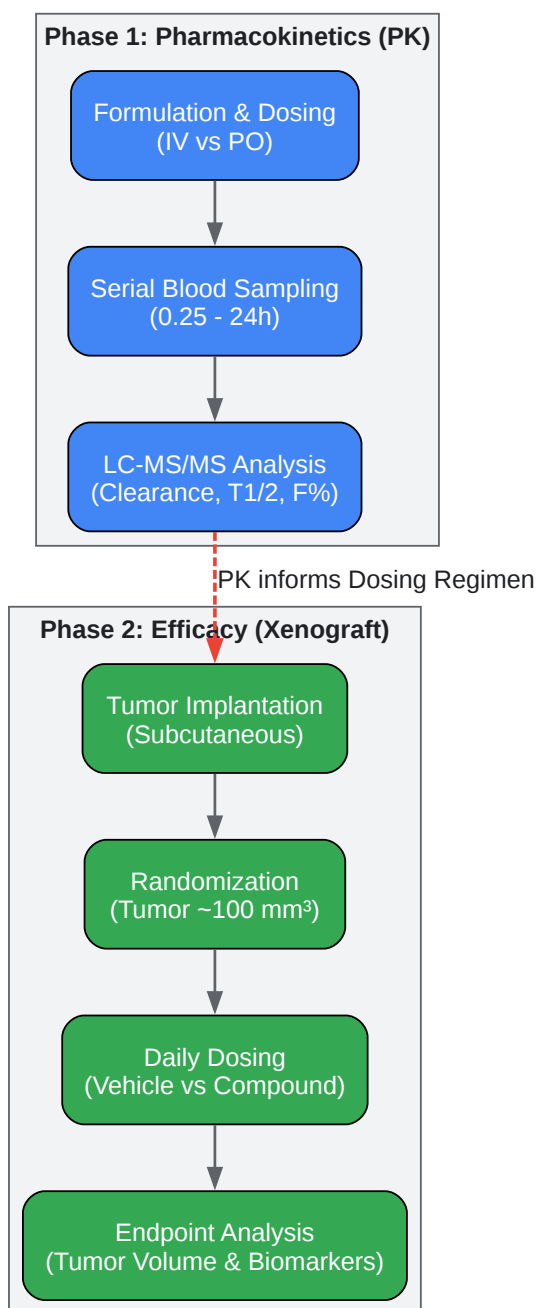 Phase 1: Pharmacokinetics (PK)
Formulation & Dosing
(IV vs PO)
Serial Blood Sampling
(0.25 - 24h)
LC-MS/MS Analysis
(Clearance, T1/2, F%)
PK informs Dosing Regimen
Phase 2: Efficacy (Xenograft)
Tumor Implantation
(Subcutaneous)
Randomization
(Tumor ~100 mm³)
Daily Dosing
(Vehicle vs Compound)
Endpoint Analysis
(Tumor Volume & Biomarkers)